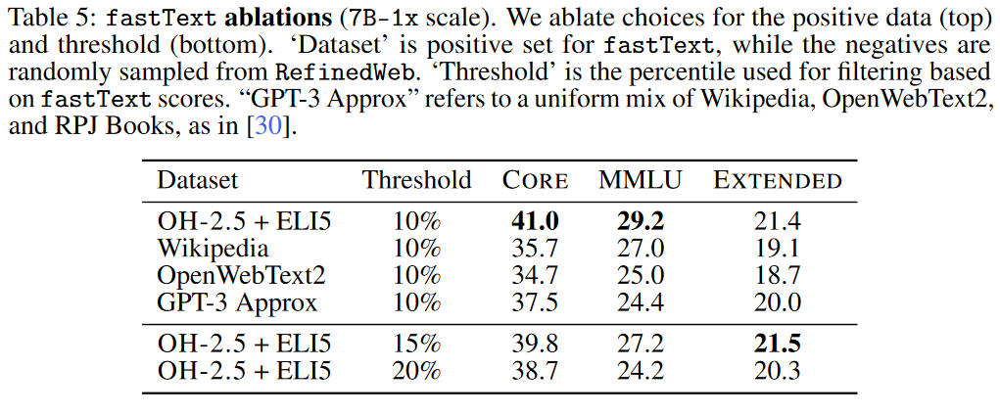 Table 5: fastText ablations (7B-1x scale). We ablate choices for the positive data (top)
and threshold (bottom). ‘Dataset’ is positive set for fastText, while the negatives are
randomly sampled from RefinedWeb. ‘Threshold’ is the percentile used for filtering based
on fastText scores. “GPT-3 Approx” refers to a uniform mix of Wikipedia, OpenWebText2,
and RPJ Books, as in [30].
Dataset Threshold CORE MMLU EXTENDED
OH-2.5 + ELI5 10% 41.0 29.2 21.4
Wikipedia 10% 35.7 27.0 19.1
OpenWebText2 10% 34.7 25.0 18.7
GPT-3 Approx 10% 37.5 24.4 20.0
OH-2.5 + ELI5 15% 39.8 27.2 21.5
OH-2.5 + ELI5 20% 38.7 24.2 20.3